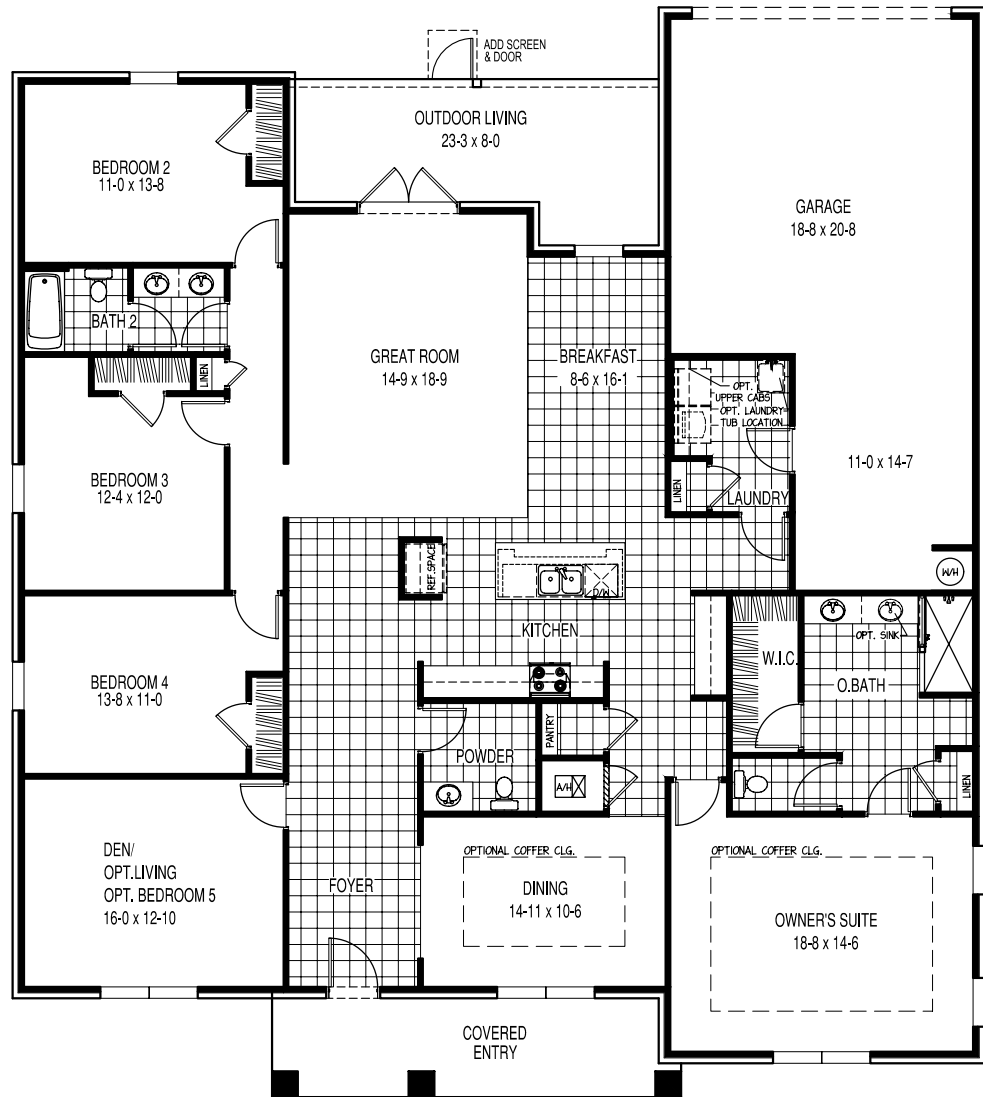 ADD SCREEN
& DOOR
OUTDOOR LIVING
23-3 x 8-0
BEDROOM 2
11-0 x 13-8
GARAGE
18-8 x 20-8
BATH 2
GREAT ROOM
14-9 x 18-9
BREAKFAST
8-6 x 16-1
LINEN
OPT.
UPPER CABS
OPT. LAUNDRY
TUB LOCATION
11-0 x 14-7
BEDROOM 3
12-4 x 12-0
LINEN
LAUNDRY
REF.SPACE
W/H
D/W
KITCHEN
OPT. SINK
W.I.C.
O.BATH
BEDROOM 4
13-8 x 11-0
PANTRY
POWDER
A/H
LINEN
DEN/
OPT.LIVING
OPT. BEDROOM 5
16-0 x 12-10
FOYER
OPTIONAL COFFER CLG.
DINING
14-11 x 10-6
OPTIONAL COFFER CLG.
OWNER'S SUITE
18-8 x 14-6
COVERED
ENTRY